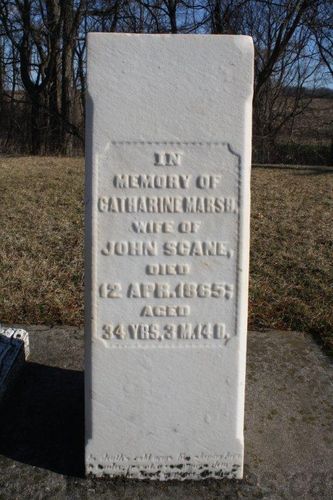 IN
MEMORY OF
CATHARINE MARSH,
WIFE OF
JOHN SCANE,
DIED
12 APR. 1865;
AGED
34 YRS, 3 M. 14 D,